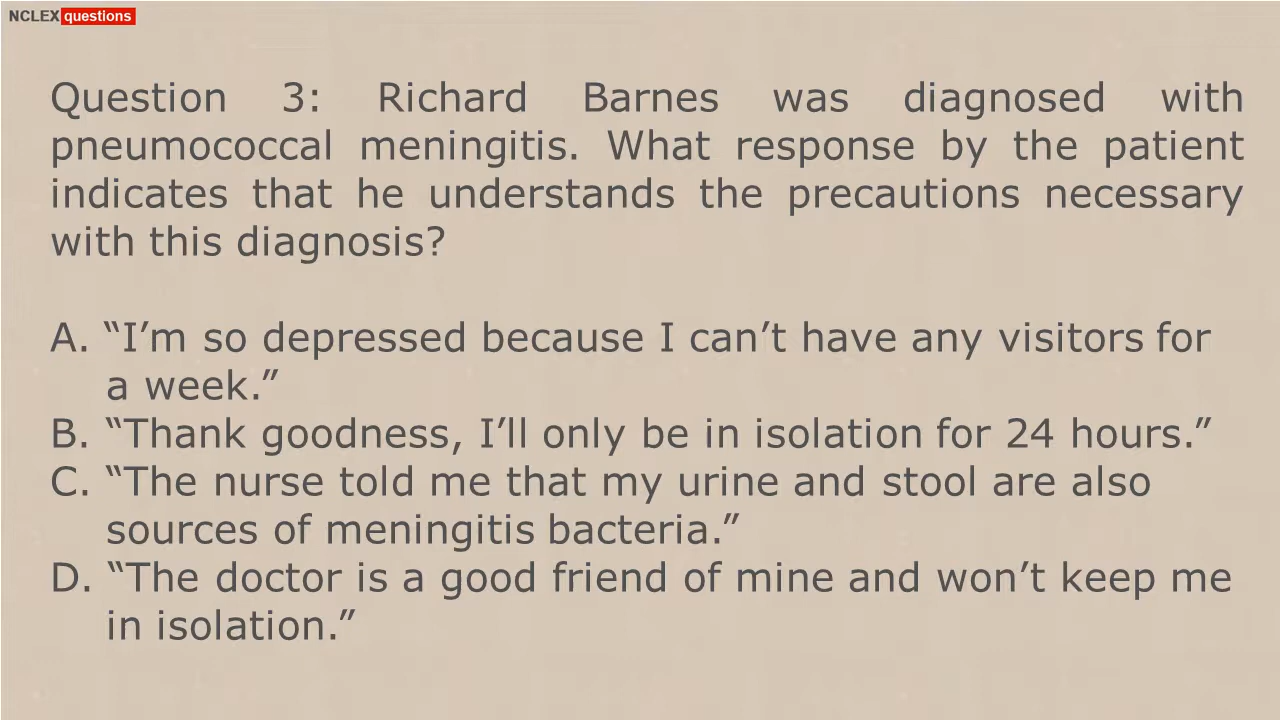 NCLEX questions
Question 3: Richard Barnes was diagnosed with
pneumococcal meningitis. What response by the patient
indicates that he understands the precautions necessary
with this diagnosis?
A. “I’m so depressed because I can’t have any visitors for
a week.”
B. “Thank goodness, I’ll only be in isolation for 24 hours.”
C. “The nurse told me that my urine and stool are also
sources of meningitis bacteria.”
D. “The doctor is a good friend of mine and won’t keep me
in isolation.”